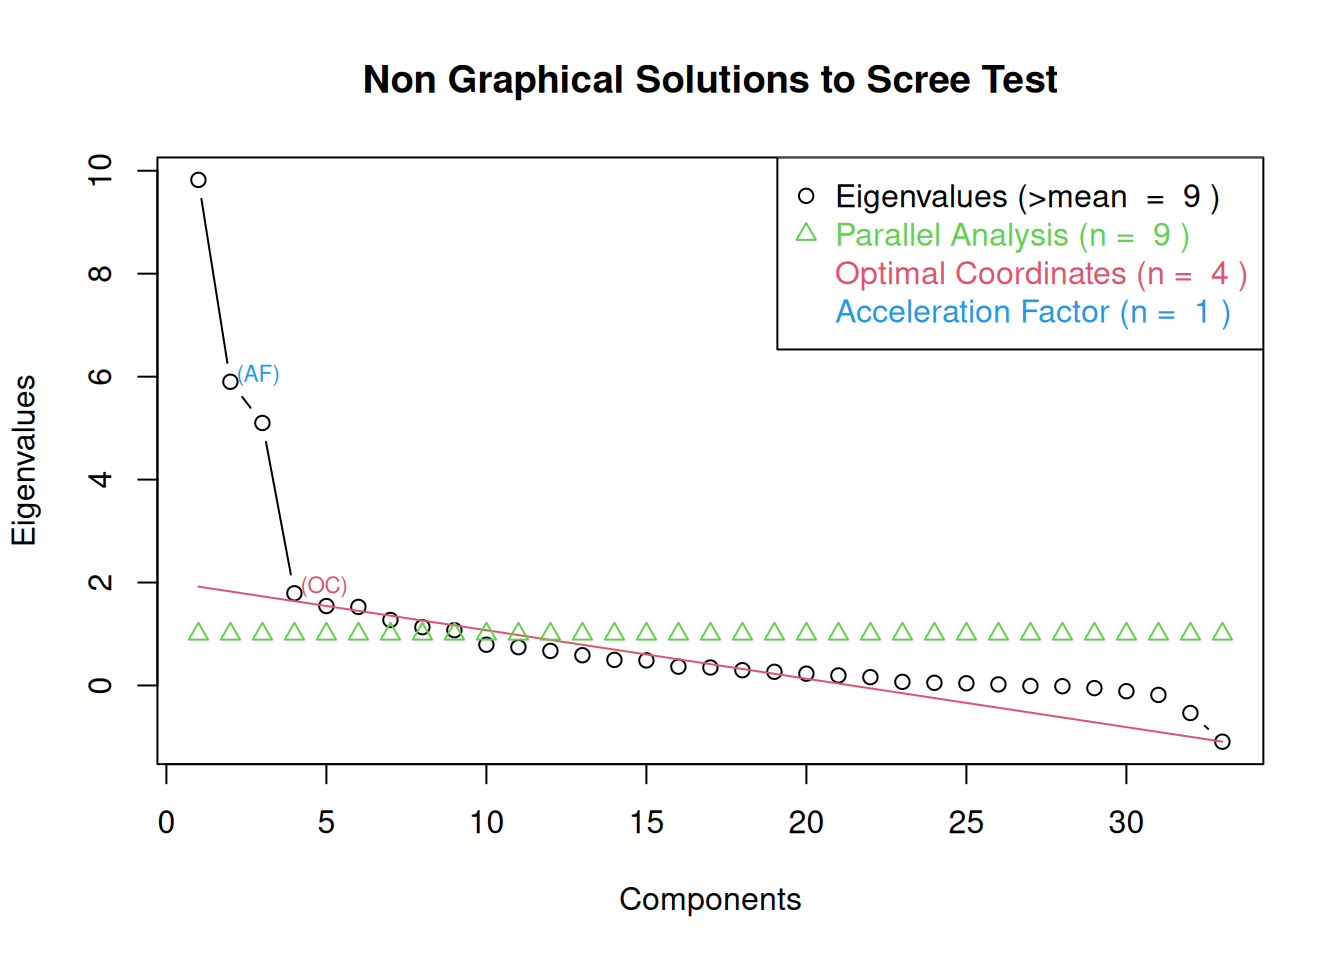 Non Graphical Solutions to Scree Test
Eigenvalues (>mean = 9 )
Parallel Analysis (n = 9 )
Optimal Coordinates (n = 4 )
Acceleration Factor (n = 1 )
10
8
6
4
2
0
Eigenvalues
(AF)
(OC)
0 5 10 15 20 25 30
Components